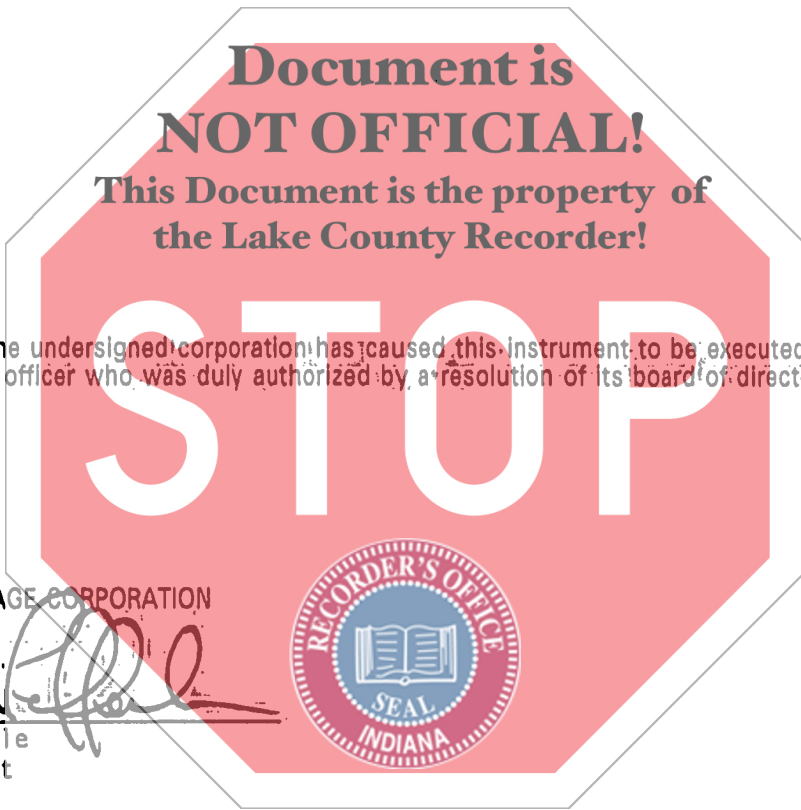 Document is
NOT OFFICIAL!
This Document is the property of
the Lake County Recorder!
STOP
he undersigned corporation has caused this instrument to be executed
officer who was duly authorized by a resolution of its board of direct
AGE CORPORATION
le
t
RECORDER'S OFFICE
SEAL
INDIANA